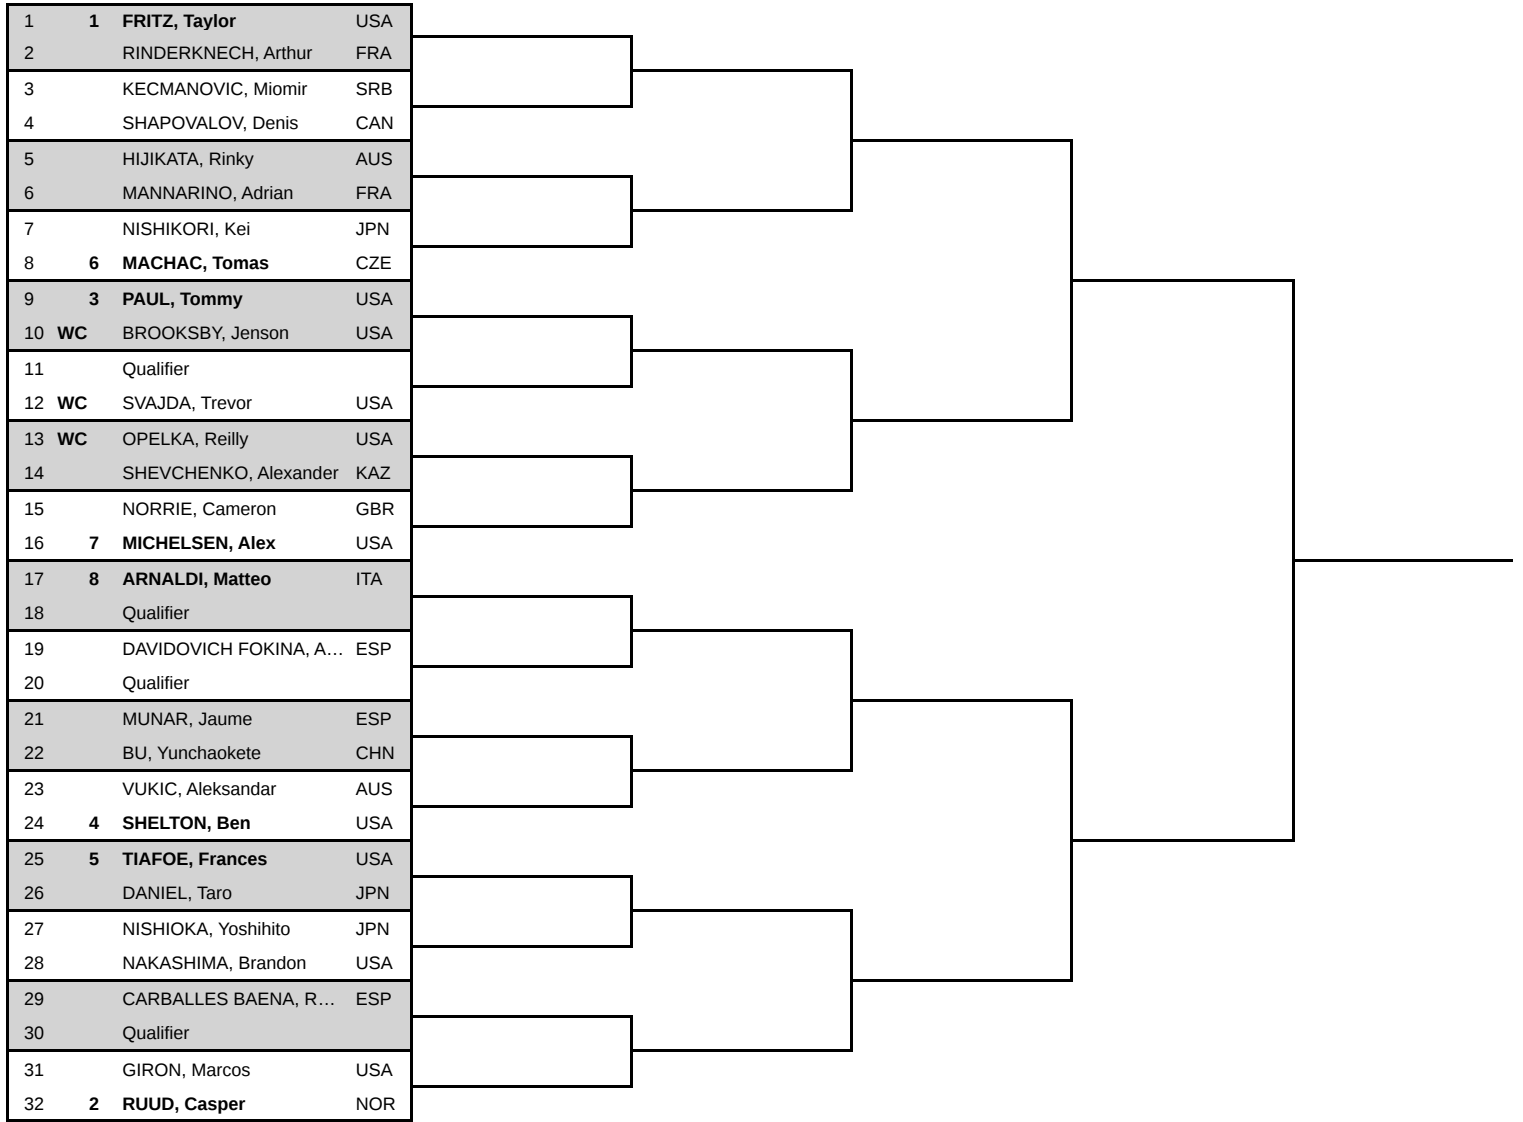 1 1 FRITZ, Taylor USA
2 RINDERKNECH, Arthur FRA
3 KECMANOVIC, Miomir SRB
4 SHAPOVALOV, Denis CAN
5 HIJIKATA, Rinky AUS
6 MANNARINO, Adrian FRA
7 NISHIKORI, Kei JPN
8 6 MACHAC, Tomas CZE
9 3 PAUL, Tommy USA
10 WC BROOKSBY, Jenson USA
11 Qualifier
12 WC SVAJDA, Trevor USA
13 WC OPELKA, Reilly USA
14 SHEVCHENKO, Alexander KAZ
15 NORRIE, Cameron GBR
16 7 MICHELSEN, Alex USA
17 8 ARNALDI, Matteo ITA
18 Qualifier
19 DAVIDOVICH FOKINA, A... ESP
20 Qualifier
21 MUNAR, Jaume ESP
22 BU, Yunchaokete CHN
23 VUKIC, Aleksandar AUS
24 4 SHELTON, Ben USA
25 5 TIAFOE, Frances USA
26 DANIEL, Taro JPN
27 NISHIOKA, Yoshihito JPN
28 NAKASHIMA, Brandon USA
29 CARBALLES BAENA, R... ESP
30 Qualifier
31 GIRON, Marcos USA
32 2 RUUD, Casper NOR